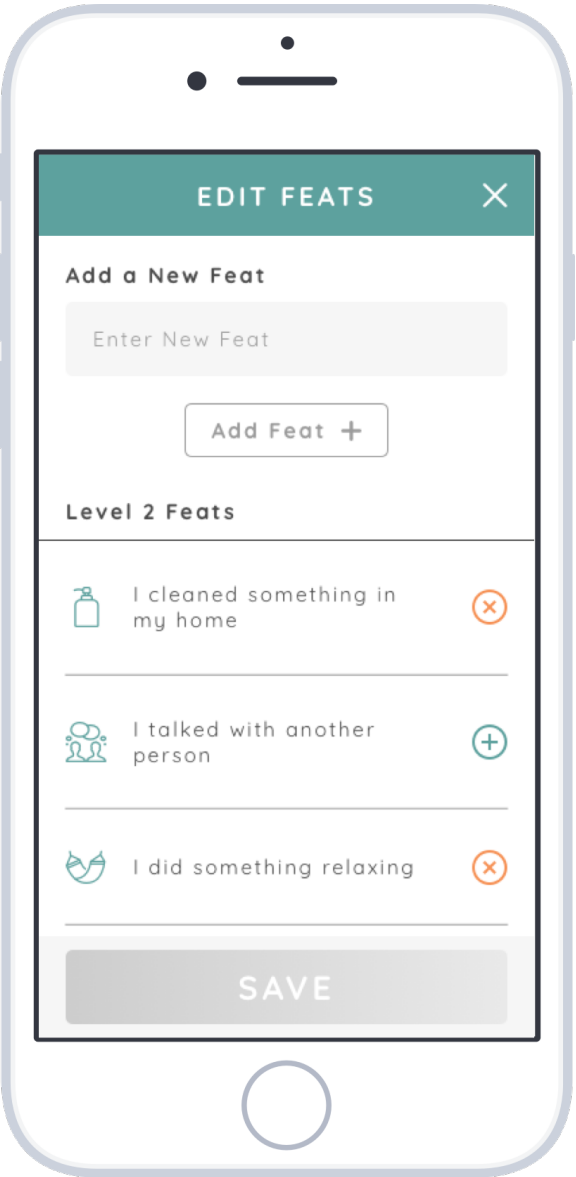 EDIT FEATS
Add a New Feat
Enter New Feat
Add Feat +
Level 2 Feats
I cleaned something in
my home
I talked with another
person
I did something relaxing
SAVE